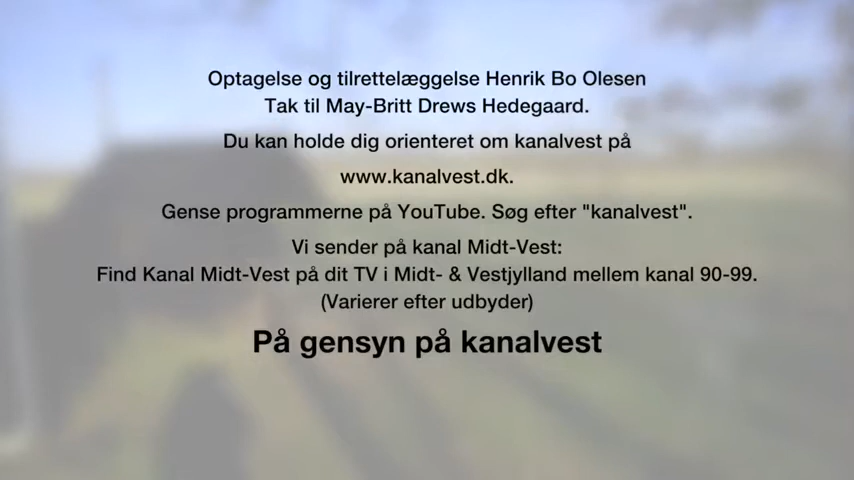 Optagelse og tilrettelæggelse Henrik Bo Olesen
Tak til May-Britt Drews Hedegaard.
Du kan holde dig orienteret om kanalvest på
www.kanalvest.dk.
Gense programmerne på YouTube. Søg efter "kanalvest".
Vi sender på kanal Midt-Vest:
Find Kanal Midt-Vest på dit TV i Midt- & Vestjylland mellem kanal 90-99.
(Varierer efter udbyder)
På gensyn på kanalvest